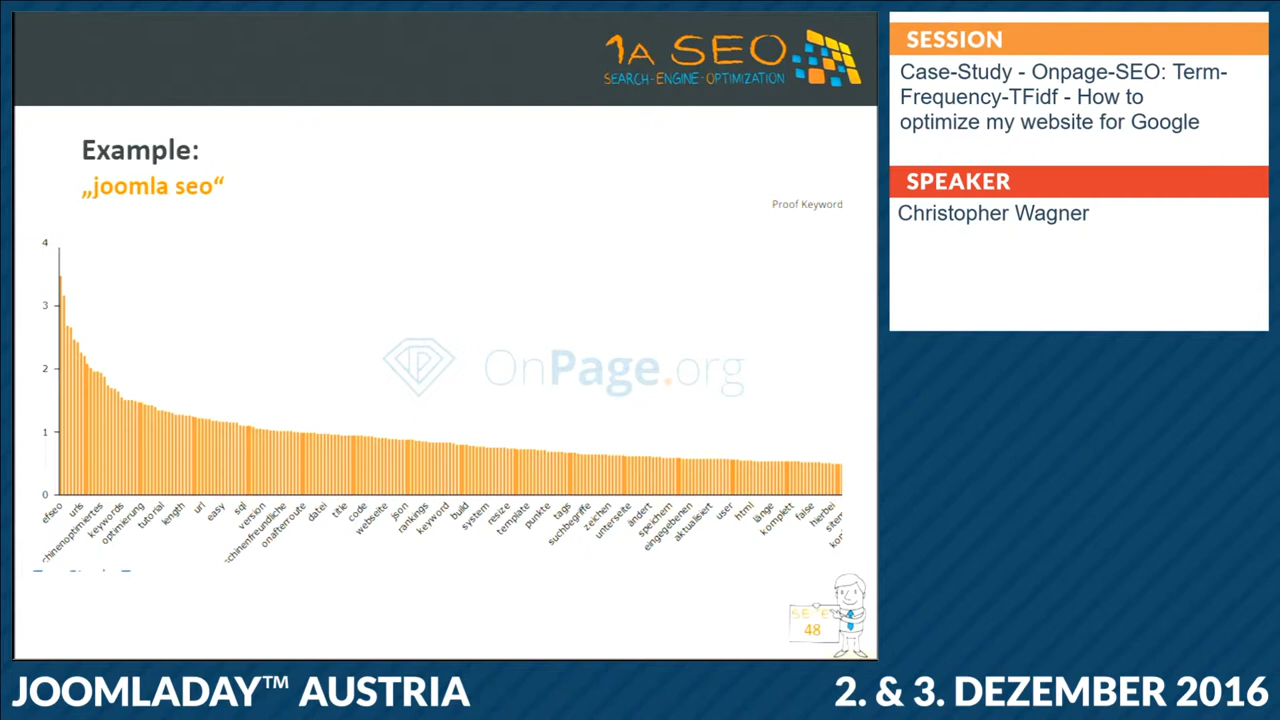 1A SEO
SEARCH-ENGINE-OPTIMIZATION
Example:
„joomla seo“
Proof Keyword
4
3
2
1
0
OnPage.org
efseo
urls
chinenoptimiertes
keywords
optimierung
tutorial
length
url
easy
sql
version
schinenfreundliche
onafterroute
datei
title
code
webseite
json
rankings
keyword
build
system
resize
template
punkte
tags
suchbegriffe
zeichen
unterseite
ändert
speichern
eingegebenen
aktualisiert
user
html
länge
komplett
false
hierbei
48
SESSION
Case-Study - Onpage-SEO: Term-
Frequency-TFidf - How to
optimize my website for Google
SPEAKER
Christopher Wagner
JOOMLADAY™ AUSTRIA
2. & 3. DEZEMBER 2016